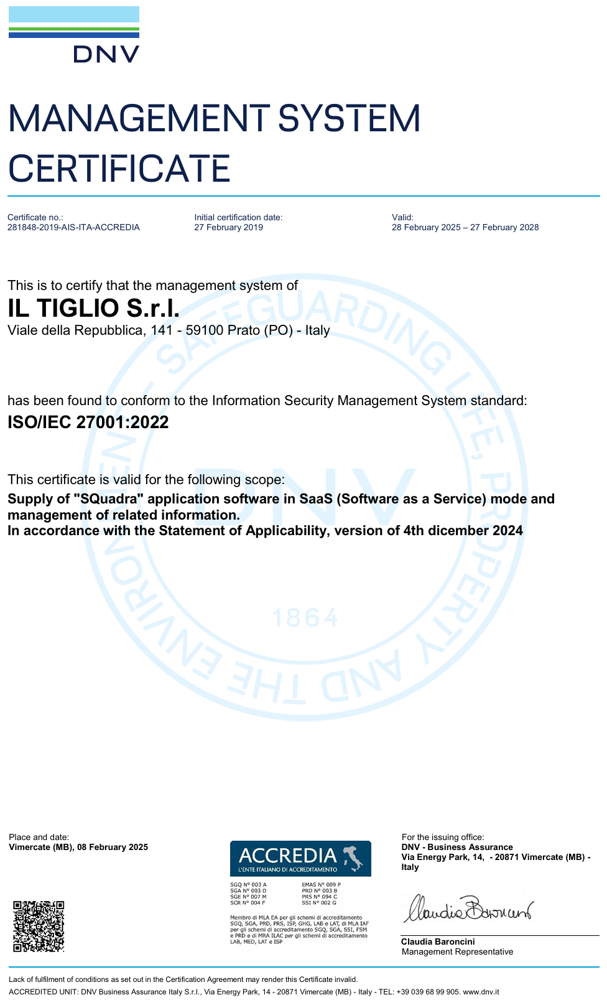 DNV
MANAGEMENT SYSTEM
CERTIFICATE
Certificate no.:
281848-2019-AIS-ITA-ACCREDIA
Initial certification date:
27 February 2019
Valid:
28 February 2025 – 27 February 2028
This is to certify that the management system of
IL TIGLIO S.r.l.
Viale della Repubblica, 141 - 59100 Prato (PO) - Italy
has been found to conform to the Information Security Management System standard:
ISO/IEC 27001:2022
This certificate is valid for the following scope:
Supply of "SQuadra" application software in SaaS (Software as a Service) mode and
management of related information.
In accordance with the Statement of Applicability, version of 4th dicember 2024
SAFEGUARDING LIFE, PROPERTY AND THE ENVIRONMENT –
DNV
1864
Place and date:
Vimercate (MB), 08 February 2025
ACCREDIA
L'ENTE ITALIANO DI ACCREDITAMENTO
SGQ N° 003 A EMAS N° 009 P
SGA N° 003 D PRD N° 003 B
SGE N° 007 M PRS N° 094 C
SCR N° 004 F SSI N° 002 G
Membro di MLA EA per gli schemi di accreditamento
SGQ, SGA, PRD, PRS, ISP, GHG, LAB e LAT, di MLA IAF
per gli schemi di accreditamento SGQ, SGA, SSI, FSM
e PRD e di MRA ILAC per gli schemi di accreditamento
LAB, MED, LAT e ISP
For the issuing office:
DNV - Business Assurance
Via Energy Park, 14,  - 20871 Vimercate (MB) -
Italy
Claudia Baroncini
Claudia Baroncini
Management Representative
Lack of fulfilment of conditions as set out in the Certification Agreement may render this Certificate invalid.
ACCREDITED UNIT: DNV Business Assurance Italy S.r.l., Via Energy Park, 14 - 20871 Vimercate (MB) - Italy - TEL: +39 039 68 99 905. www.dnv.it